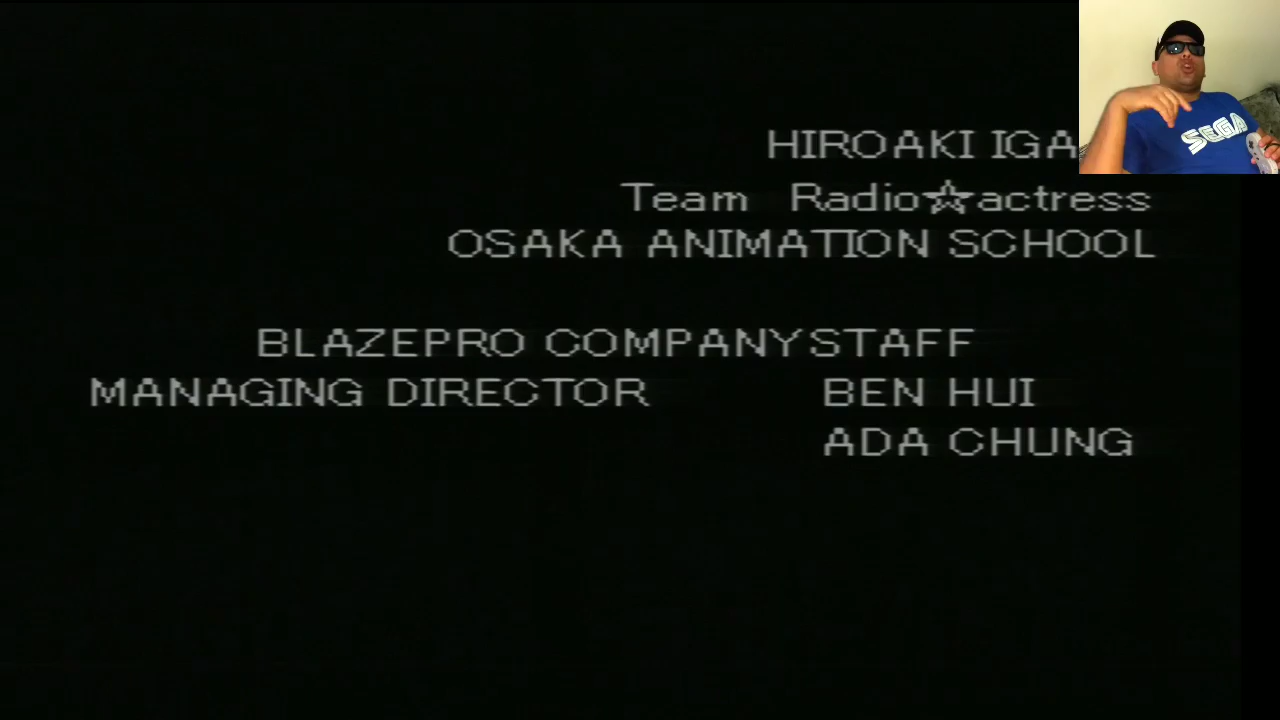 HIROAKI IGA
Team Radio☆actress
OSAKA ANIMATION SCHOOL
BLAZEPRO COMPANYSTAFF
MANAGING DIRECTOR BEN HUI
ADA CHUNG
SEGA